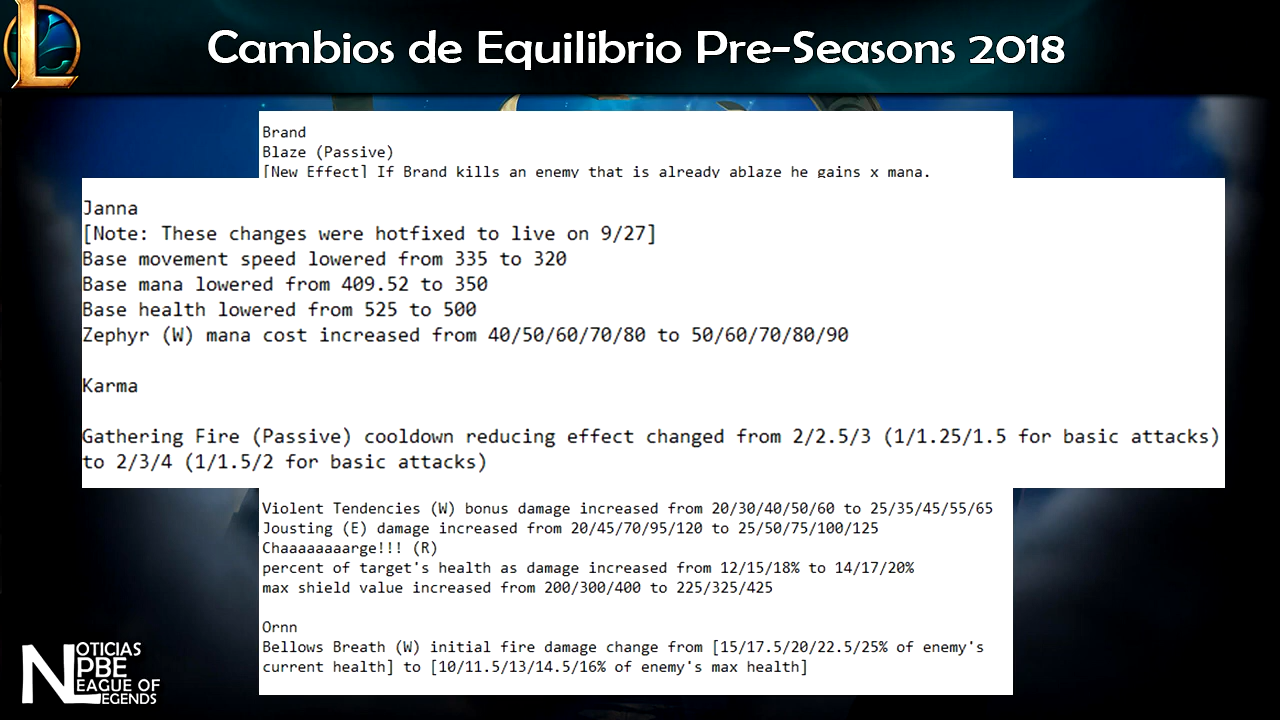 Cambios de Equilibrio Pre-Seasons 2018
Brand
Blaze (Passive)
[New Effect] If Brand kills an enemy that is already ablaze he gains x mana.
Janna
[Note: These changes were hotfixed to live on 9/27]
Base movement speed lowered from 335 to 320
Base mana lowered from 409.52 to 350
Base health lowered from 525 to 500
Zephyr (W) mana cost increased from 40/50/60/70/80 to 50/60/70/80/90
Karma
Gathering Fire (Passive) cooldown reducing effect changed from 2/2.5/3 (1/1.25/1.5 for basic attacks)
to 2/3/4 (1/1.5/2 for basic attacks)
Violent Tendencies (W) bonus damage increased from 20/30/40/50/60 to 25/35/45/55/65
Jousting (E) damage increased from 20/45/70/95/120 to 25/50/75/100/125
Chaaaaaaaarge!!! (R)
percent of target's health as damage increased from 12/15/18% to 14/17/20%
max shield value increased from 200/300/400 to 225/325/425
Ornn
Bellows Breath (W) initial fire damage change from [15/17.5/20/22.5/25% of enemy's
current health] to [10/11.5/13/14.5/16% of enemy's max health]
NOTICIAS
PBE
LEAGUE OF
LEGENDS